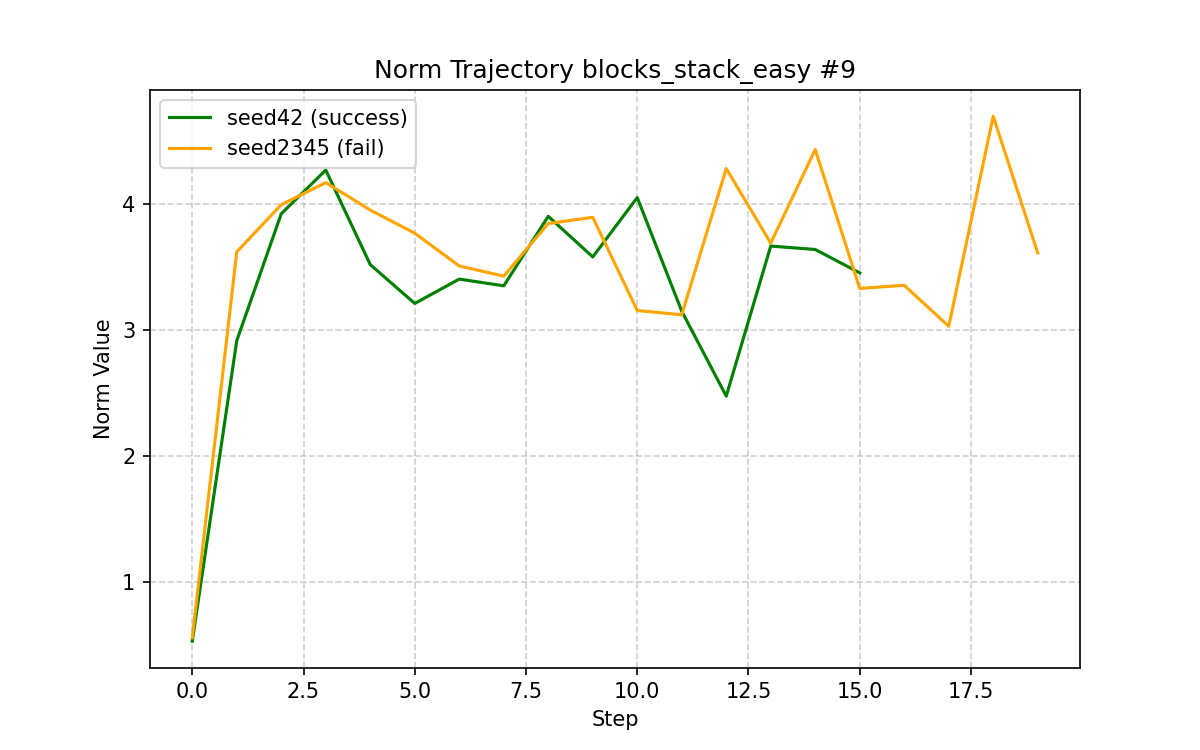 Norm Trajectory blocks_stack_easy #9
seed42 (success)
seed2345 (fail)
Norm Value
4
3
2
1
0.0 2.5 5.0 7.5 10.0 12.5 15.0 17.5
Step